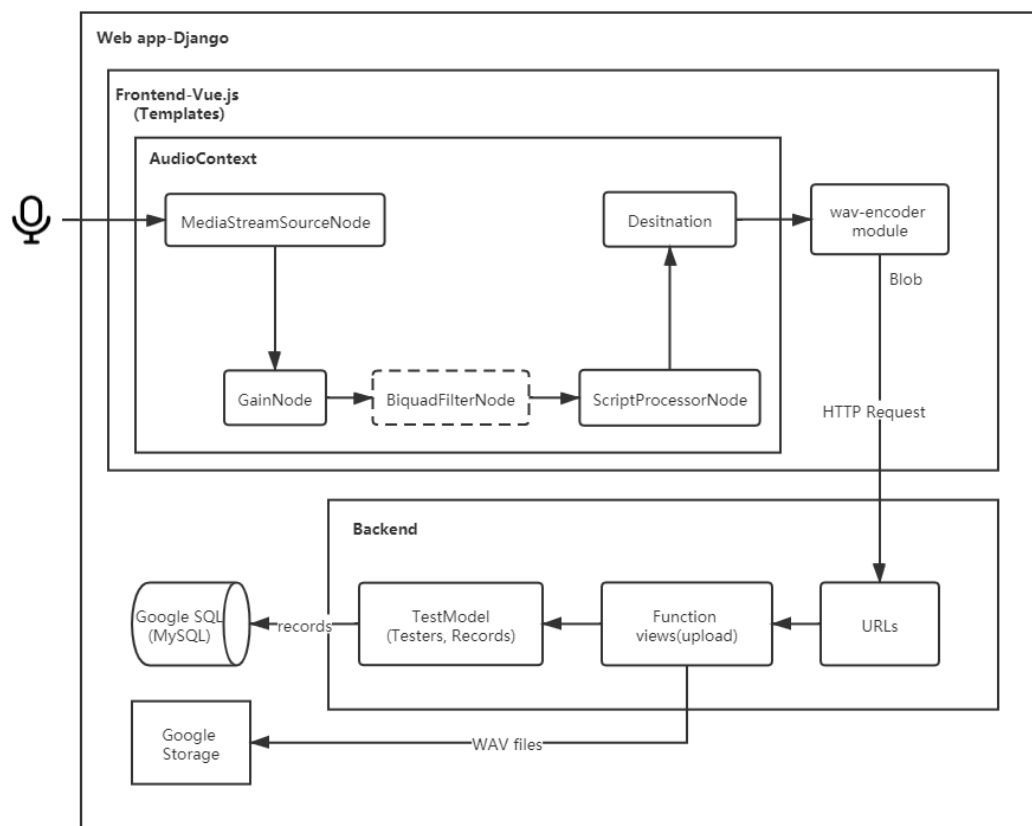 Web app-Django
Frontend-Vue.js
(Templates)
AudioContext
MediaStreamSourceNode
Desitnation
wav-encoder
module
Blob
GainNode
BiquadFilterNode
ScriptProcessorNode
HTTP Request
Backend
Google SQL
(MySQL)
records
TestModel
(Testers, Records)
Function
views(upload)
URLs
Google
Storage
WAV files